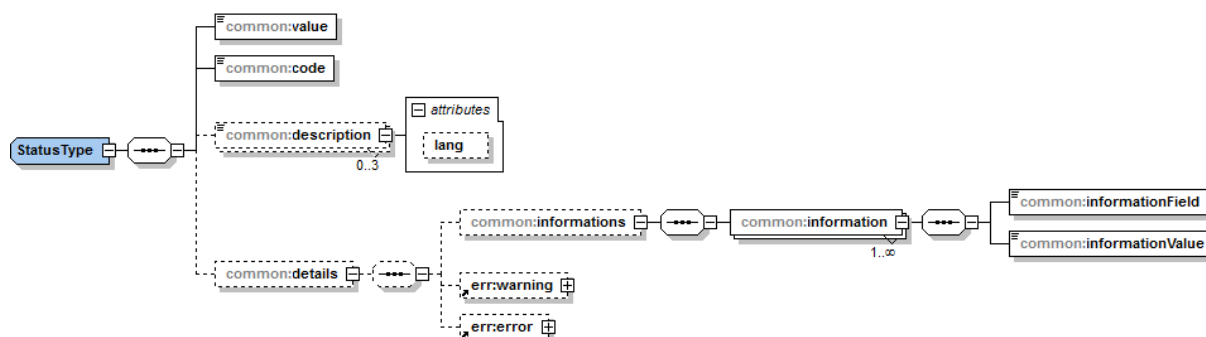 common:value
common:code
attributes
common:description
lang
StatusType
0..3
common:informationField
common:informations
common:information
common:informationValue
1..∞
common:details
err:warning
err:error